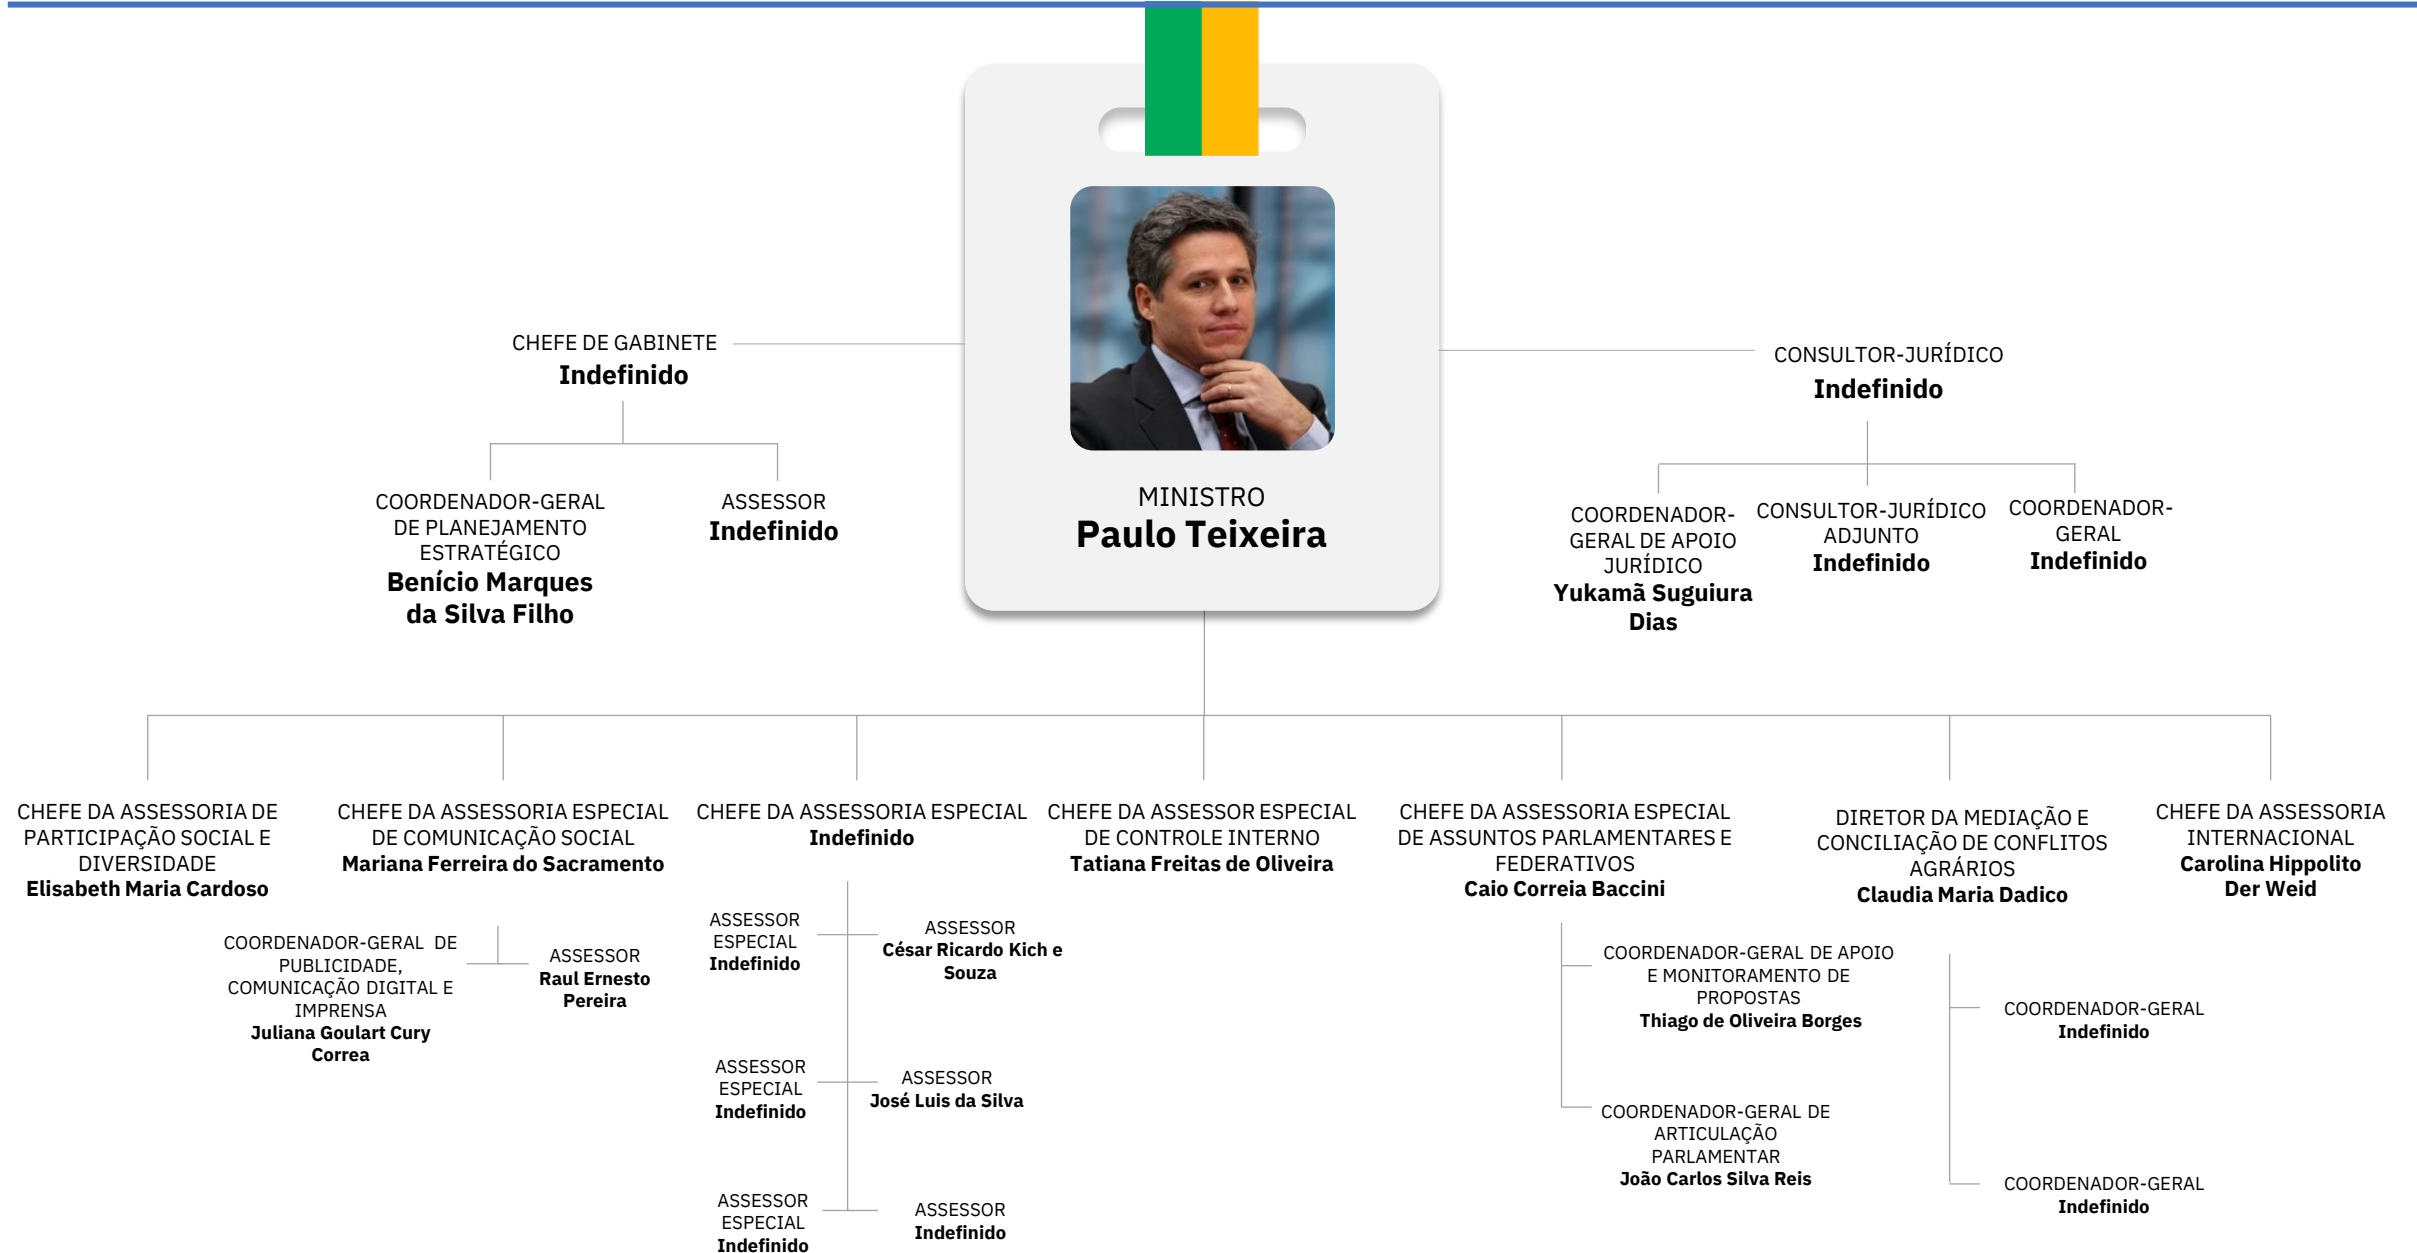 CHEFE DE GABINETE
Indefinido
COORDENADOR-GERAL
DE PLANEJAMENTO
ESTRATÉGICO
Benício Marques
da Silva Filho
ASSESSOR
Indefinido
MINISTRO
Paulo Teixeira
CONSULTOR-JURÍDICO
Indefinido
COORDENADOR-
GERAL DE APOIO
JURÍDICO
Yukamã Suguiura
Dias
CONSULTOR-JURÍDICO
ADJUNTO
Indefinido
COORDENADOR-
GERAL
Indefinido
CHEFE DA ASSESSORIA DE
PARTICIPAÇÃO SOCIAL E
DIVERSIDADE
Elisabeth Maria Cardoso
CHEFE DA ASSESSORIA ESPECIAL
DE COMUNICAÇÃO SOCIAL
Mariana Ferreira do Sacramento
COORDENADOR-GERAL DE
PUBLICIDADE,
COMUNICAÇÃO DIGITAL E
IMPRENSA
Juliana Goulart Cury
Correa
ASSESSOR
Raul Ernesto
Pereira
CHEFE DA ASSESSORIA ESPECIAL
Indefinido
ASSESSOR
ESPECIAL
Indefinido
ASSESSOR
César Ricardo Kich e
Souza
ASSESSOR
ESPECIAL
Indefinido
ASSESSOR
José Luis da Silva
ASSESSOR
ESPECIAL
Indefinido
ASSESSOR
Indefinido
CHEFE DA ASSESSOR ESPECIAL
DE CONTROLE INTERNO
Tatiana Freitas de Oliveira
CHEFE DA ASSESSORIA ESPECIAL
DE ASSUNTOS PARLAMENTARES E
FEDERATIVOS
Caio Correia Baccini
COORDENADOR-GERAL DE APOIO
E MONITORAMENTO DE
PROPOSTAS
Thiago de Oliveira Borges
COORDENADOR-GERAL DE
ARTICULAÇÃO
PARLAMENTAR
João Carlos Silva Reis
DIRETOR DA MEDIAÇÃO E
CONCILIAÇÃO DE CONFLITOS
AGRÁRIOS
Claudia Maria Dadico
COORDENADOR-GERAL
Indefinido
COORDENADOR-GERAL
Indefinido
CHEFE DA ASSESSORIA
INTERNACIONAL
Carolina Hippolito
Der Weid